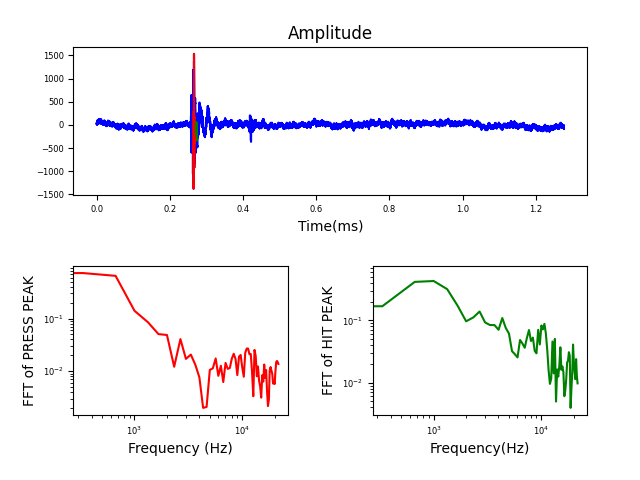 Amplitude
1500
1000
500
0
−500
−1000
−1500
0.0 0.2 0.4 0.6 0.8 1.0 1.2
Time(ms)
FFT of PRESS PEAK
10⁻¹
10⁻²
10³ 10⁴
Frequency (Hz)
FFT of HIT PEAK
10⁻¹
10⁻²
10³ 10⁴
Frequency(Hz)